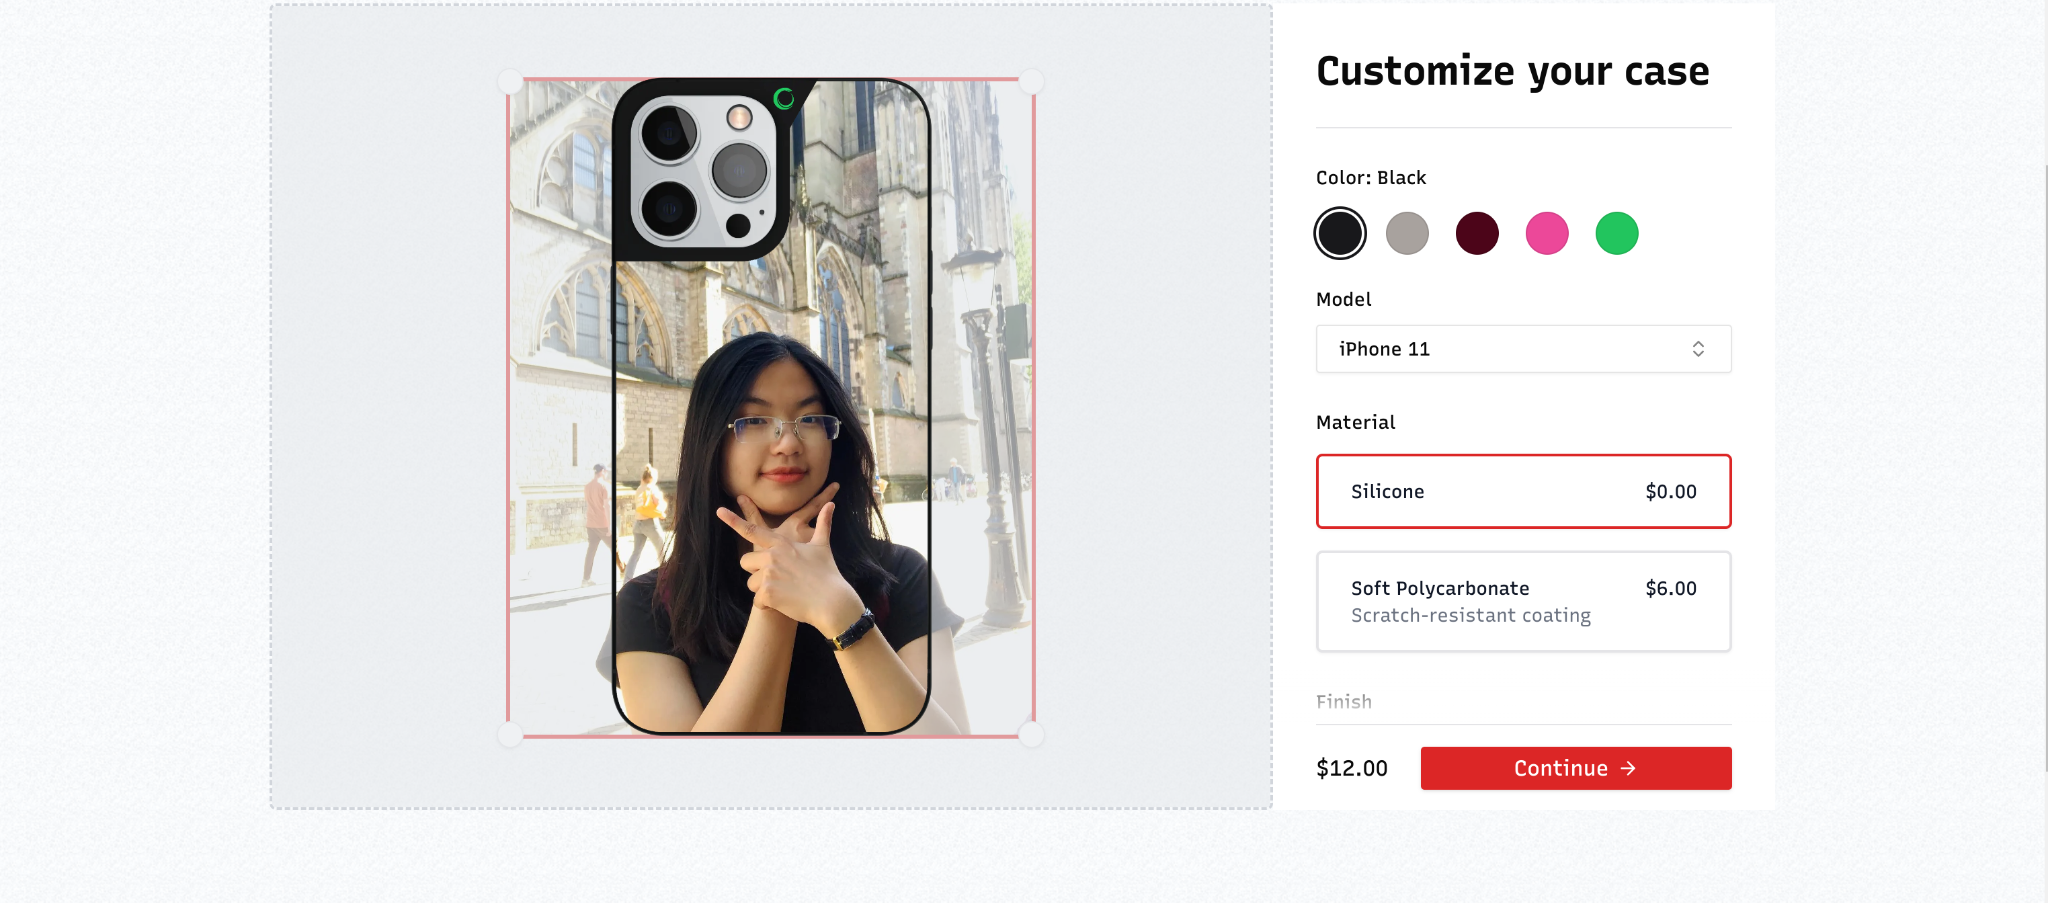 Customize your case
Color: Black
Model
iPhone 11
Material
Silicone $0.00
Soft Polycarbonate $6.00
Scratch-resistant coating
Finish
$12.00 Continue →